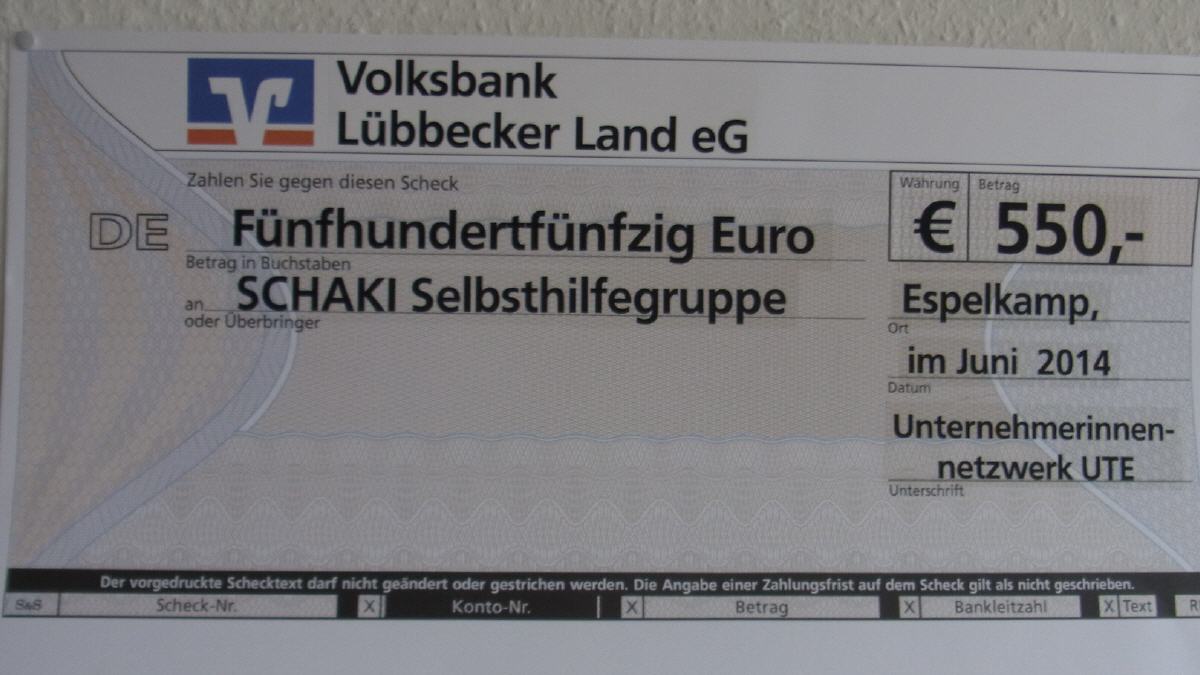 Volksbank
Lübbecker Land eG
Zahlen Sie gegen diesen Scheck
Währung Betrag
DE Fünfhundertfünfzig Euro € 550,-
Betrag in Buchstaben
an SCHAKI Selbsthilfegruppe
oder Überbringer
Espelkamp,
Ort
im Juni 2014
Datum
Unternehmerinnen-
netzwerk UTE
Unterschrift
Der vorgedruckte Schecktext darf nicht geändert oder gestrichen werden. Die Angabe einer Zahlungsfrist auf dem Scheck gilt als nicht geschrieben.
S&S Scheck-Nr. X Konto-Nr. X Betrag X Bankleitzahl X Text